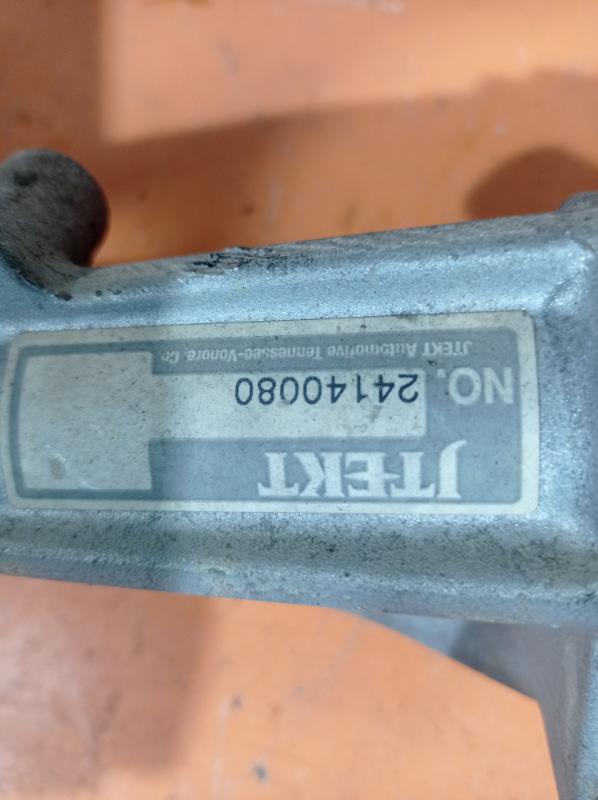 JTEKT
NO. 24140080
JTEKT Automotive Tennessee-Vonore, Co